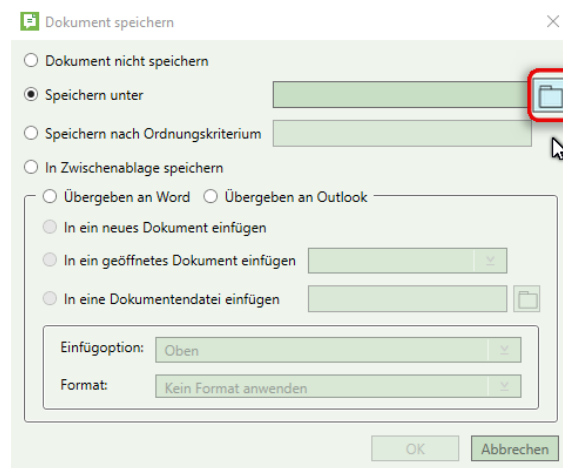 Dokument speichern
Dokument nicht speichern
Speichern unter
Speichern nach Ordnungskriterium
In Zwischenablage speichern
Übergeben an Word Übergeben an Outlook
In ein neues Dokument einfügen
In ein geöffnetes Dokument einfügen
In eine Dokumentendatei einfügen
Einfügoption: Oben
Format: Kein Format anwenden
OK Abbrechen